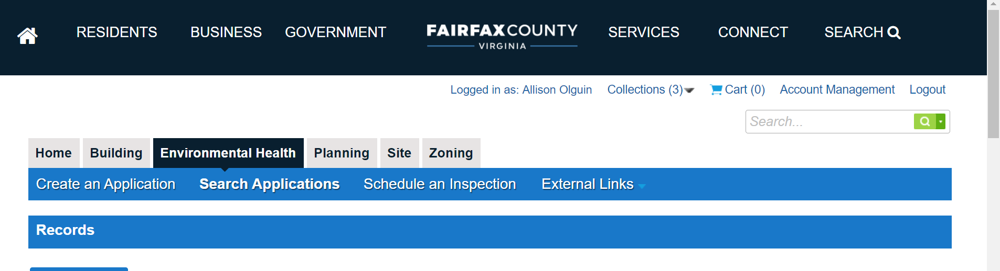 RESIDENTS BUSINESS GOVERNMENT FAIRFAXCOUNTY VIRGINIA SERVICES CONNECT SEARCH
Logged in as: Allison Olguin Collections (3) Cart (0) Account Management Logout
Search...
Home Building Environmental Health Planning Site Zoning
Create an Application Search Applications Schedule an Inspection External Links
Records